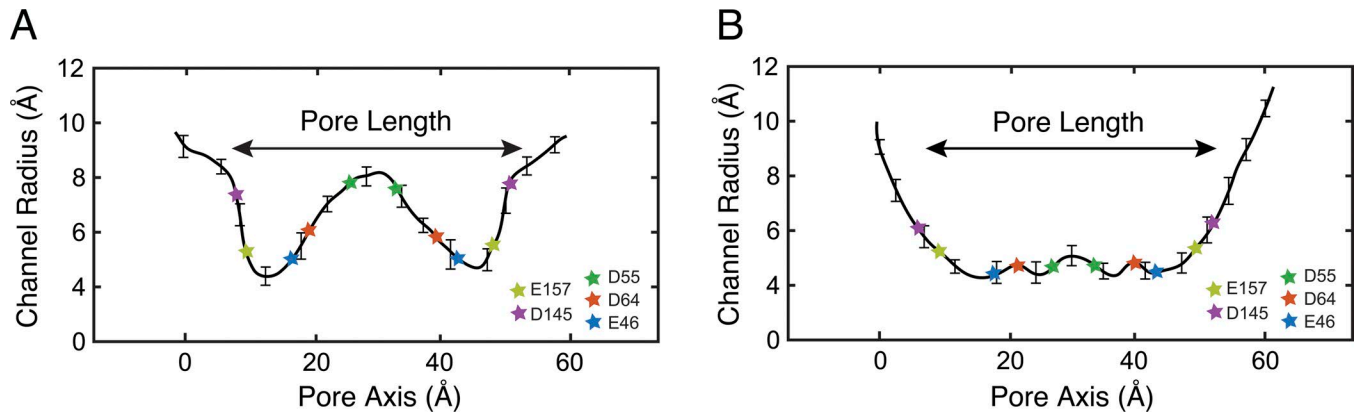 A
Channel Radius (Å)
12
10
8
6
4
2
0
Pore Length
E157
D145
D55
D64
E46
0
20
40
60
Pore Axis (Å)
B
Channel Radius (Å)
12
10
8
6
4
2
0
Pore Length
E157
D145
D55
D64
E46
0
20
40
60
Pore Axis (Å)